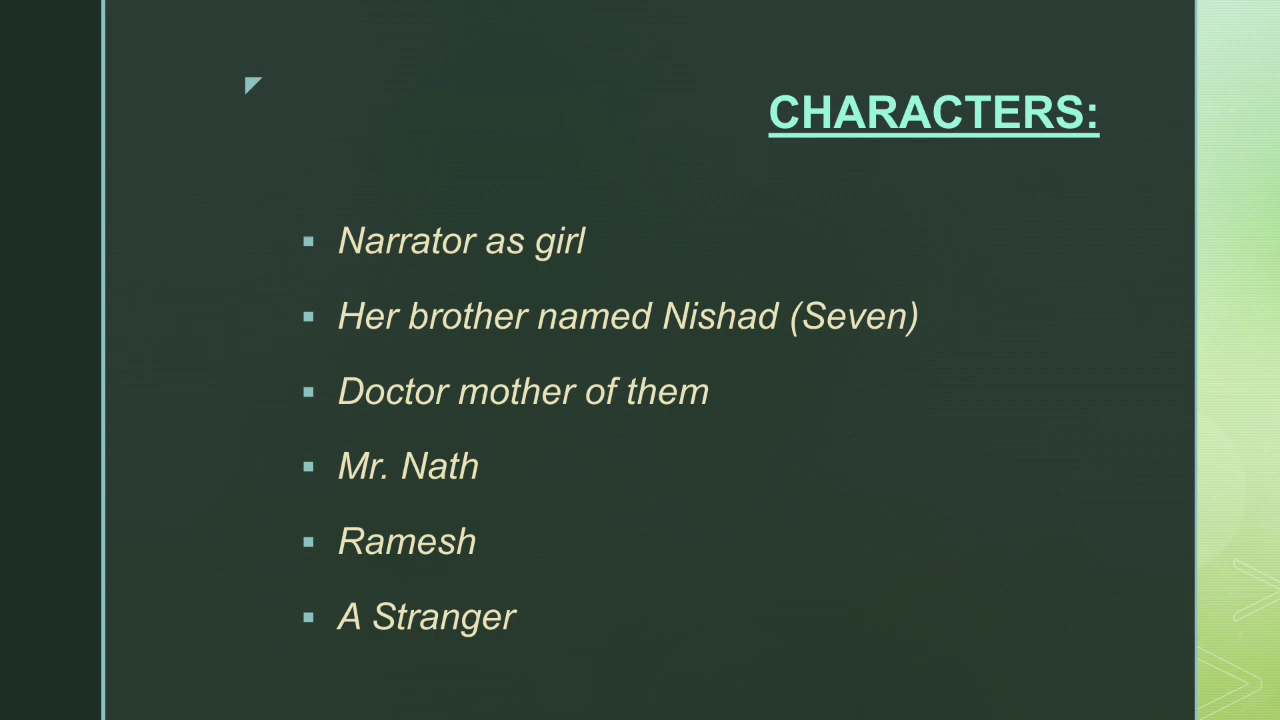 CHARACTERS:
Narrator as girl
Her brother named Nishad (Seven)
Doctor mother of them
Mr. Nath
Ramesh
A Stranger